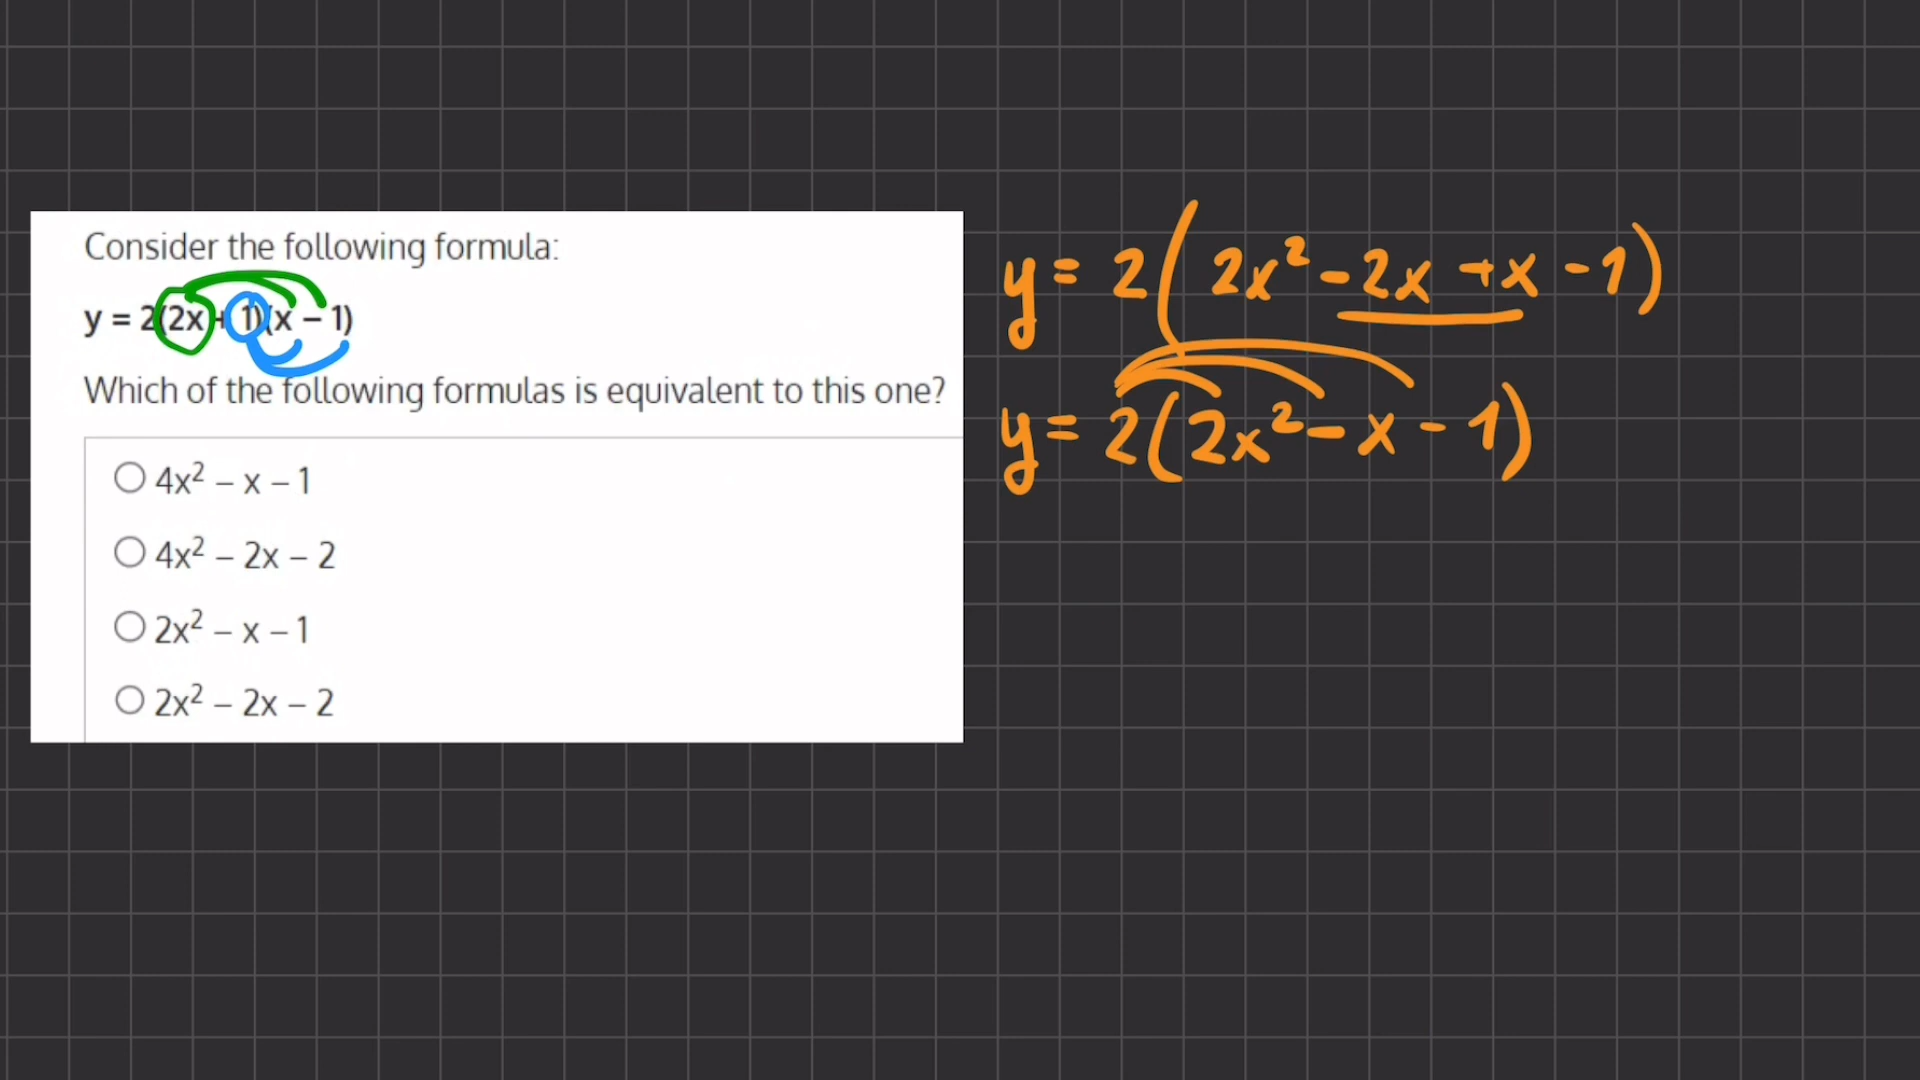 Consider the following formula:
y = 2(2x + 1)(x – 1)
Which of the following formulas is equivalent to this one?
4x² – x – 1
4x² – 2x – 2
2x² – x – 1
2x² – 2x – 2
y = 2(2x² - 2x + x - 1)
y = 2(2x² - x - 1)